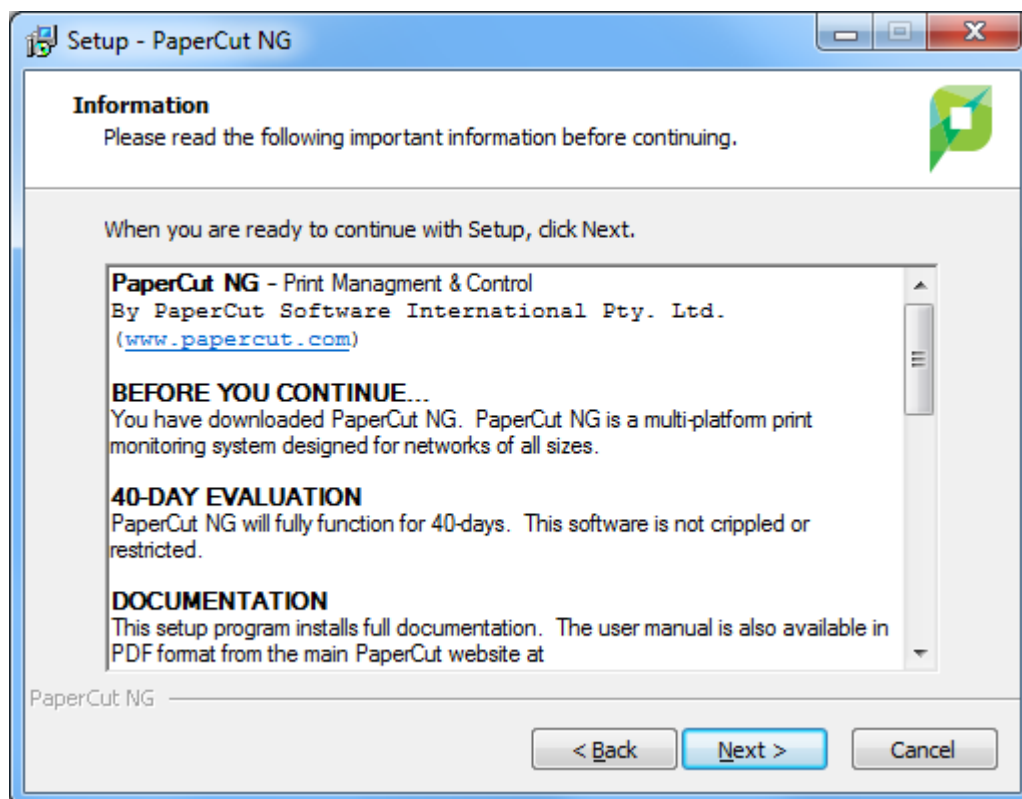 Setup - PaperCut NG
Information
Please read the following important information before continuing.
When you are ready to continue with Setup, click Next.
PaperCut NG - Print Managment & Control
By PaperCut Software International Pty. Ltd.
(www.papercut.com)
BEFORE YOU CONTINUE...
You have downloaded PaperCut NG.  PaperCut NG is a multi-platform print
monitoring system designed for networks of all sizes.
40-DAY EVALUATION
PaperCut NG will fully function for 40-days.  This software is not crippled or
restricted.
DOCUMENTATION
This setup program installs full documentation.  The user manual is also available in
PDF format from the main PaperCut website at
PaperCut NG
< Back
Next >
Cancel